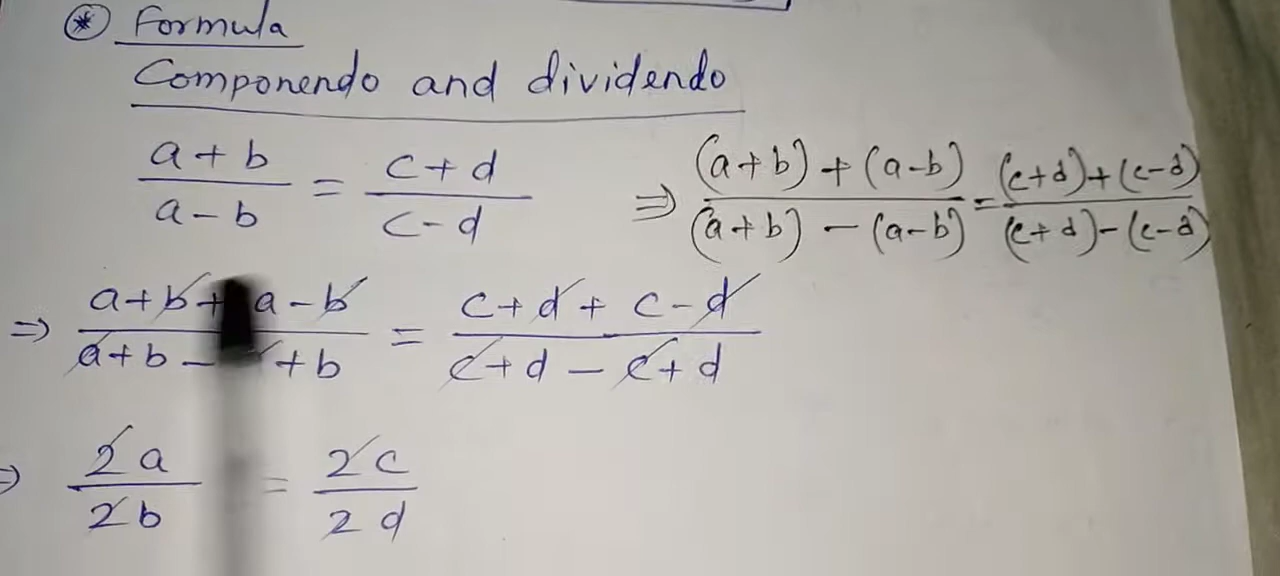 * Formula
Componendo and dividendo
a + b / a - b = c + d / c - d ⇒ (a + b) + (a - b) / (a + b) - (a - b) = (c + d) + (c - d) / (c + d) - (c - d)
⇒ a + b + a - b / a + b - + b = c + d + c - d / c + d - c + d
⇒ 2a / 2b = 2c / 2d